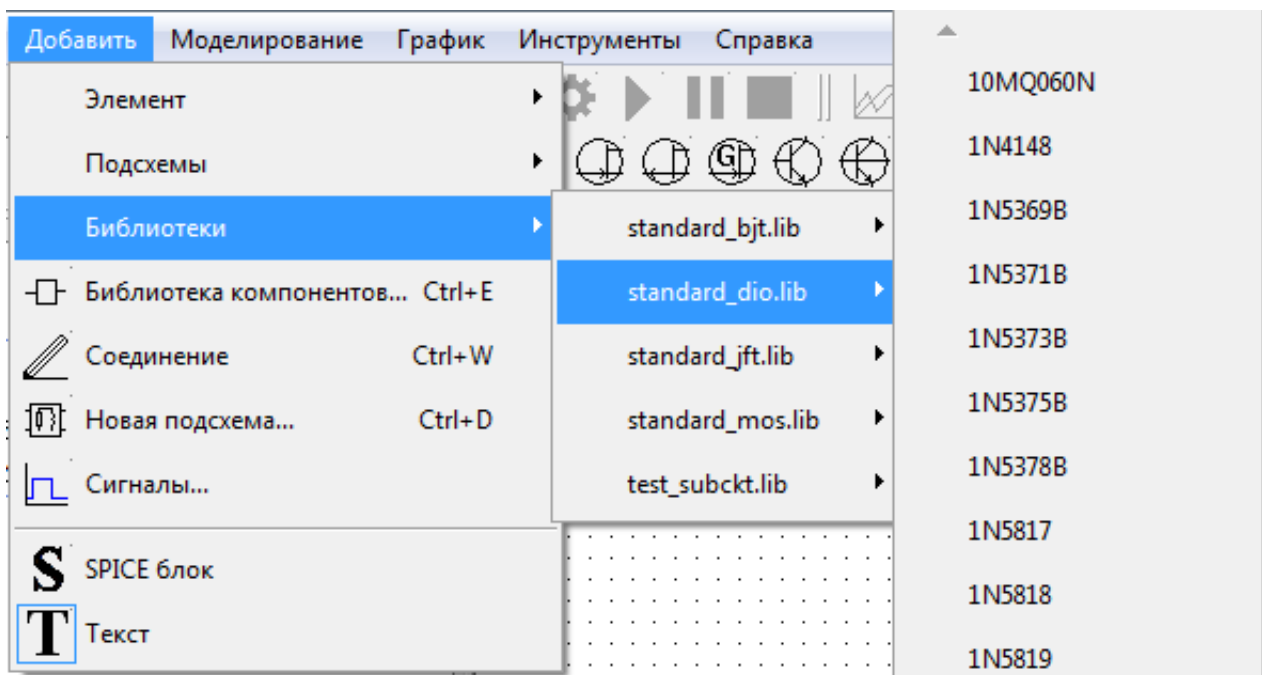 Добавить Моделирование График Инструменты Справка
Элемент
Подсхемы
Библиотеки
Библиотека компонентов... Ctrl+E
Соединение Ctrl+W
Новая подсхема... Ctrl+D
Сигналы...
S SPICE блок
T Текст
G
standard_bjt.lib
standard_dio.lib
standard_jft.lib
standard_mos.lib
test_subckt.lib
10MQ060N
1N4148
1N5369B
1N5371B
1N5373B
1N5375B
1N5378B
1N5817
1N5818
1N5819